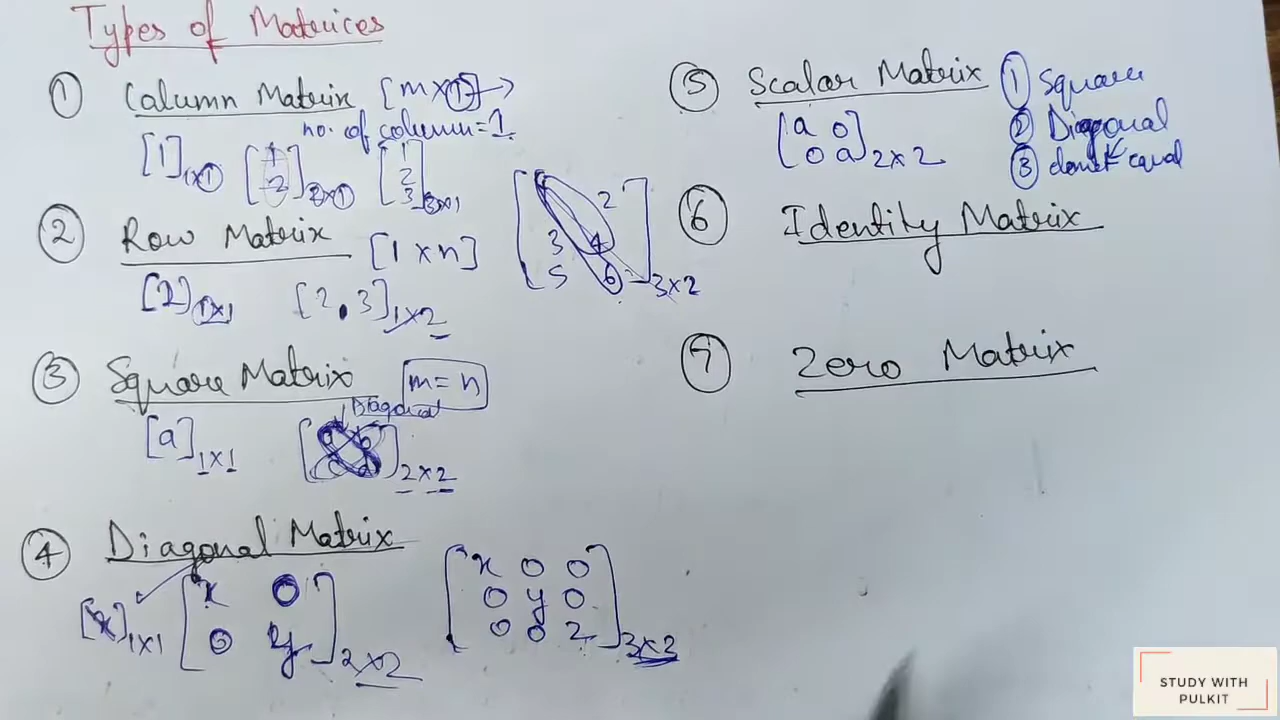 Types of Matrices
① Column Matrix [m×1]→
no. of column=1
[1]1×1 [1 -2]2×1 [1 2 3]3×1
② Row Matrix [1×n]
[2]1×1 [2, 3]1×2
[2 3 4 5 6]3×2
③ Square Matrix m=n
Diagonal
[a]1×1 2×2
④ Diagonal Matrix
[x]1×1 [x 0
0 y]2×2
[x 0 0
0 y 0
0 0 z]3×3
⑤ Scalar Matrix ① Square
[a 0 ② Diagonal
0 a]2×2 ③ equal
⑥ Identity Matrix
⑦ Zero Matrix
STUDY WITH
PULKIT